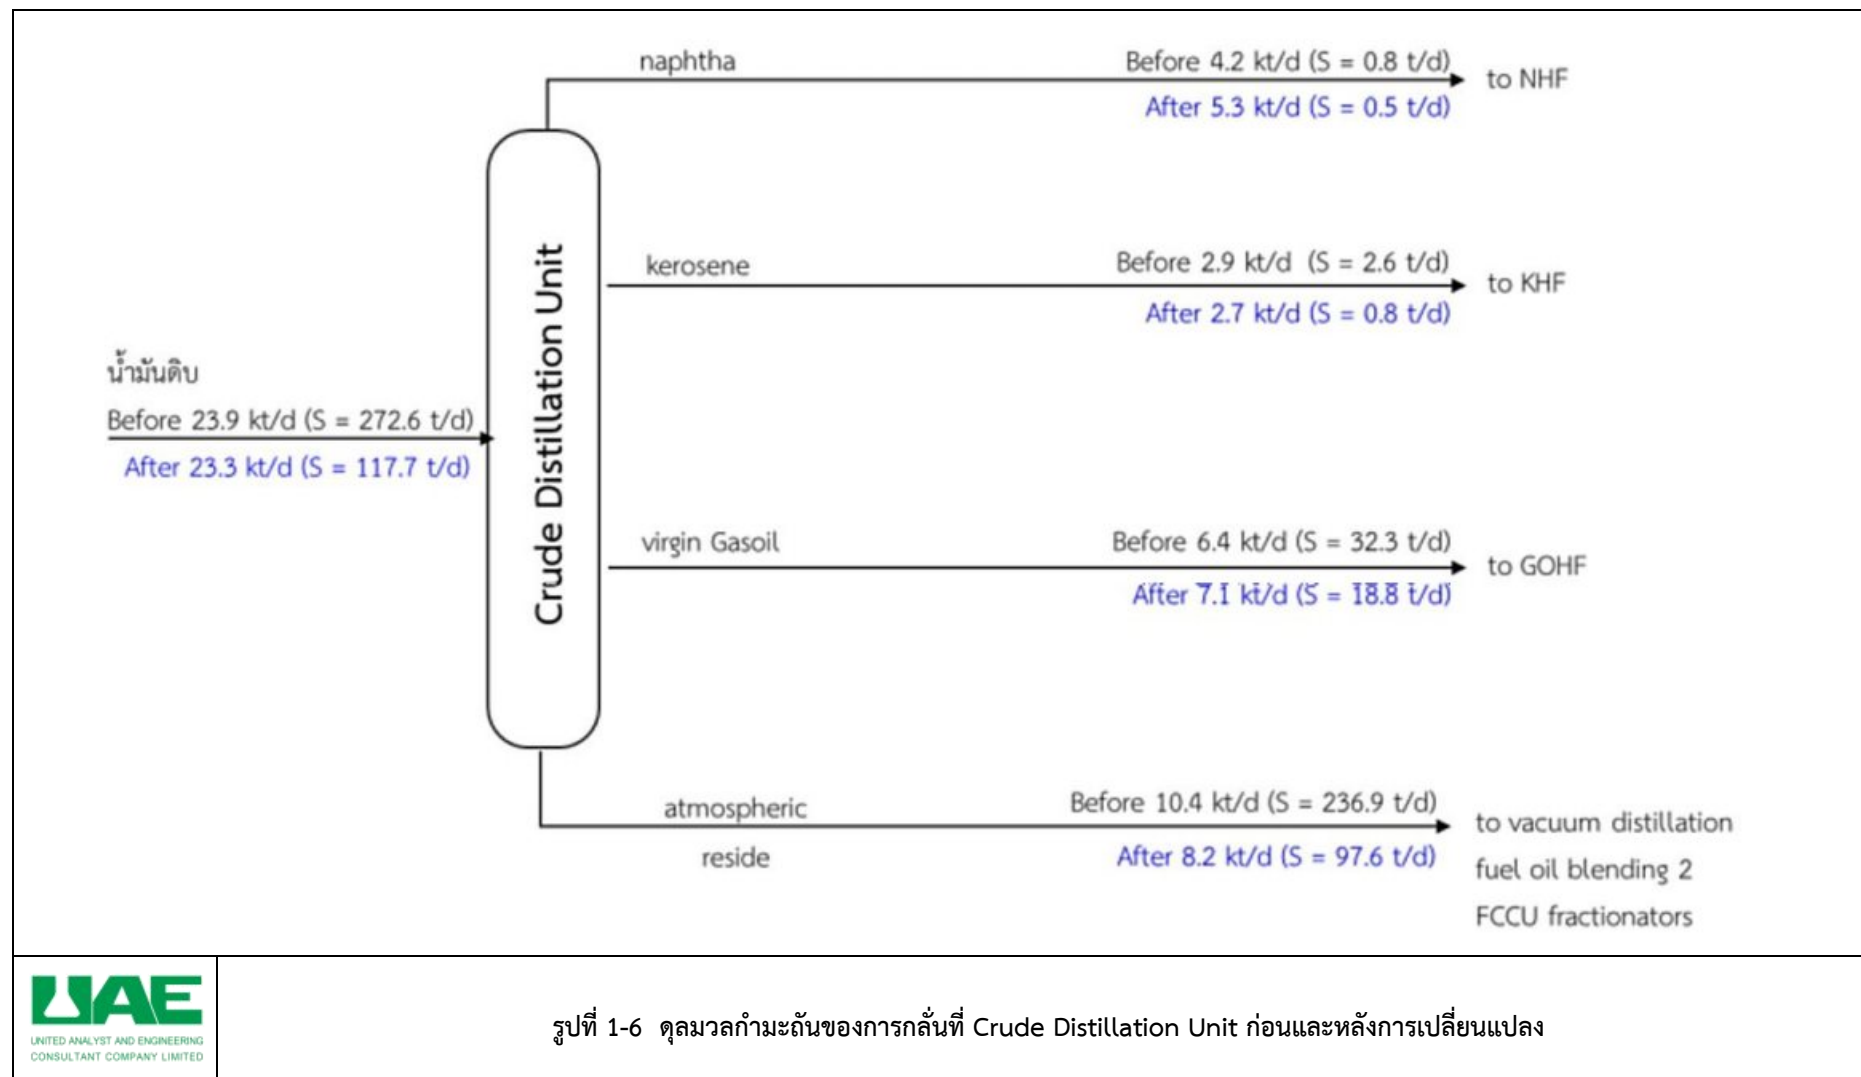 naphtha
Before 4.2 kt/d (S = 0.8 t/d)
to NHF
After 5.3 kt/d (S = 0.5 t/d)
Crude Distillation Unit
kerosene
Before 2.9 kt/d (S = 2.6 t/d)
to KHF
After 2.7 kt/d (S = 0.8 t/d)
น้ำมันดิบ
Before 23.9 kt/d (S = 272.6 t/d)
After 23.3 kt/d (S = 117.7 t/d)
virgin Gasoil
Before 6.4 kt/d (S = 32.3 t/d)
to GOHF
After 7.1 kt/d (S = 18.8 t/d)
atmospheric
reside
Before 10.4 kt/d (S = 236.9 t/d)
After 8.2 kt/d (S = 97.6 t/d)
to vacuum distillation
fuel oil blending 2
FCCU fractionators
UAE
UNITED ANALYST AND ENGINEERING
CONSULTANT COMPANY LIMITED
รูปที่ 1-6 ดุลมวลกำมะถันของการกลั่นที่ Crude Distillation Unit ก่อนและหลังการเปลี่ยนแปลง